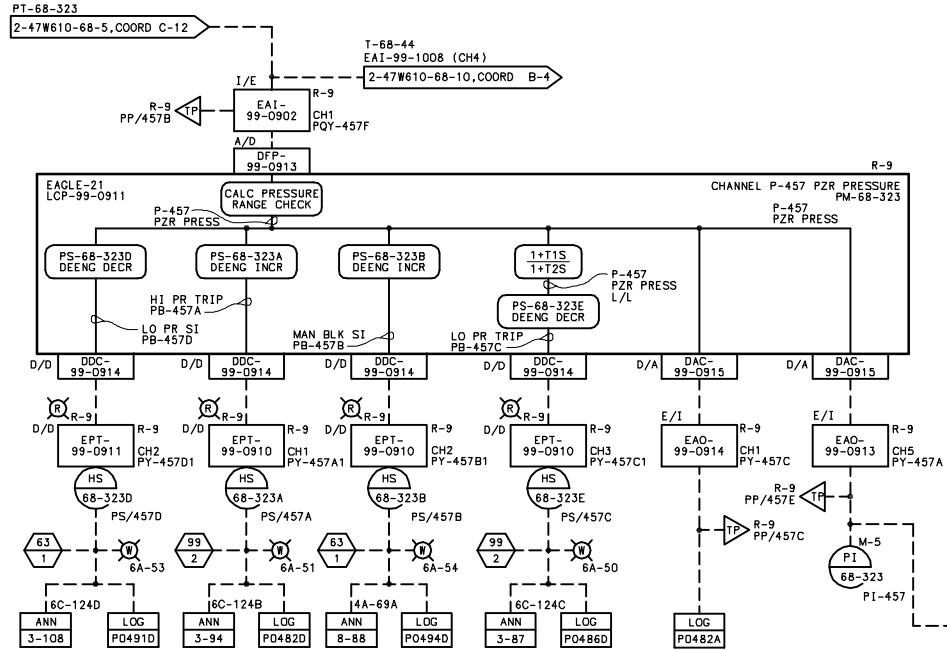 PT-68-323
2-47W610-68-5,COORD C-12
T-68-44
EAI-99-1008 (CH4)
2-47W610-68-10,COORD B-4
I/E
R-9
EAI-
99-0902
CH1
PQY-457F
R-9
PP/457B
TP
A/D
DFP-
99-0913
R-9
EAGLE-21
LCP-99-0911
CALC PRESSURE
RANGE CHECK
CHANNEL P-457 PZR PRESSURE
PM-68-323
P-457
PZR PRESS
P-457
PZR PRESS
PS-68-323D
DEENG DECR
PS-68-323A
DEENG INCR
PS-68-323B
DEENG INCR
1+T1S
1+T2S
P-457
PZR PRESS
L/L
PS-68-323E
DEENG DECR
HI PR TRIP
PB-457A
LO PR SI
PB-457D
MAN BLK SI
PB-457B
LO PR TRIP
PB-457C
D/D
DDC-
99-0914
D/D
DDC-
99-0914
D/D
DDC-
99-0914
D/D
DDC-
99-0914
D/A
DAC-
99-0915
D/A
DAC-
99-0915
R
R-9
R
R-9
R
R-9
R
R-9
D/D
EPT-
99-0911
R-9
CH2
PY-457D1
D/D
EPT-
99-0910
R-9
CH1
PY-457A1
D/D
EPT-
99-0910
R-9
CH2
PY-457B1
D/D
EPT-
99-0910
R-9
CH3
PY-457C1
E/I
EAO-
99-0914
R-9
CH1
PY-457C
E/I
EAO-
99-0913
R-9
CH5
PY-457A
HS
68-323D
PS/457D
HS
68-323A
PS/457A
HS
68-323B
PS/457B
HS
68-323E
PS/457C
R-9
PP/457E
TP
TP
R-9
PP/457C
63
1
W
6A-53
99
2
W
6A-51
63
1
W
6A-54
99
2
W
6A-50
M-5
PI
68-323
PI-457
6C-124D
6C-124B
4A-69A
6C-124C
ANN
3-108
LOG
P0491D
ANN
3-94
LOG
P0482D
ANN
8-88
LOG
P0494D
ANN
3-87
LOG
P0486D
LOG
P0482A